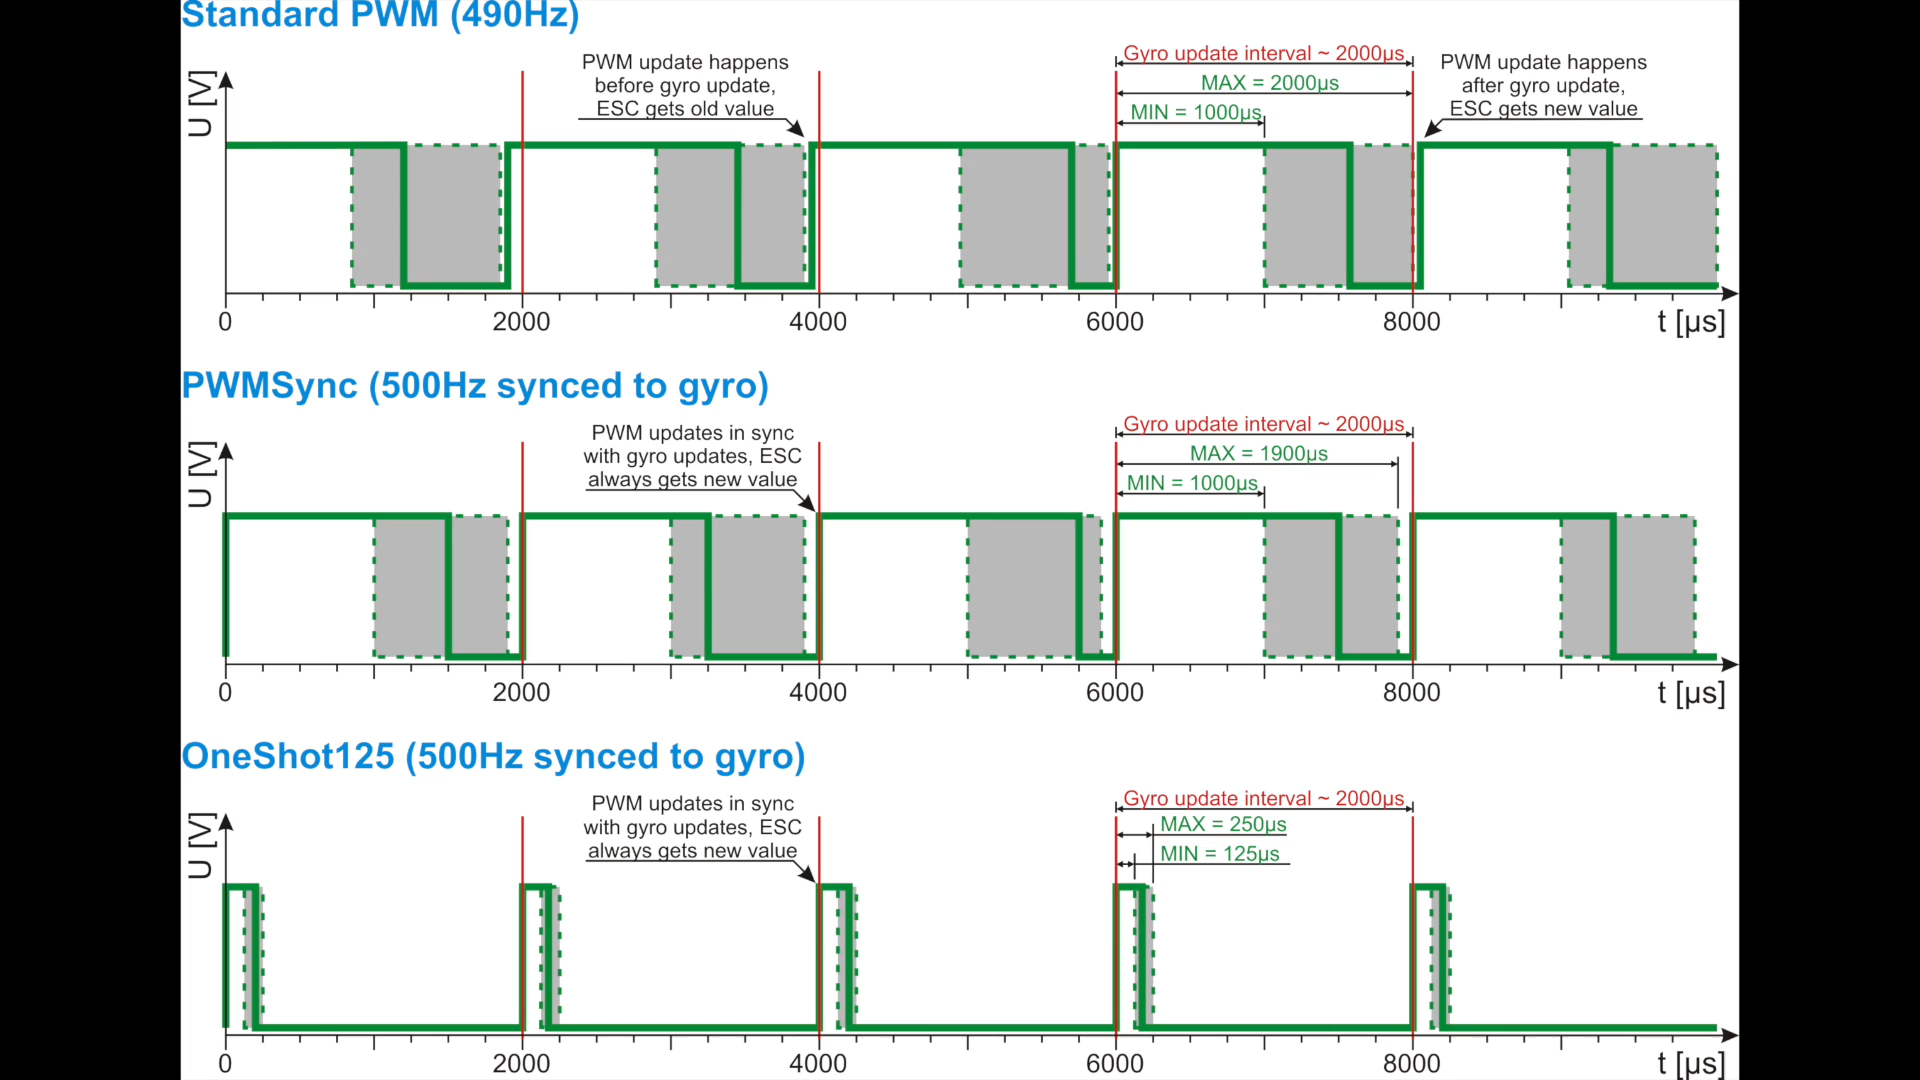 Standard PWM (490Hz)
PWM update happens
before gyro update,
ESC gets old value
Gyro update interval ~ 2000µs
MAX = 2000µs
MIN = 1000µs
PWM update happens
after gyro update,
ESC gets new value
U [V]
0
2000
4000
6000
8000
t [µs]
PWMSync (500Hz synced to gyro)
PWM updates in sync
with gyro updates, ESC
always gets new value
Gyro update interval ~ 2000µs
MAX = 1900µs
MIN = 1000µs
U [V]
0
2000
4000
6000
8000
t [µs]
OneShot125 (500Hz synced to gyro)
PWM updates in sync
with gyro updates, ESC
always gets new value
Gyro update interval ~ 2000µs
MAX = 250µs
MIN = 125µs
U [V]
0
2000
4000
6000
8000
t [µs]